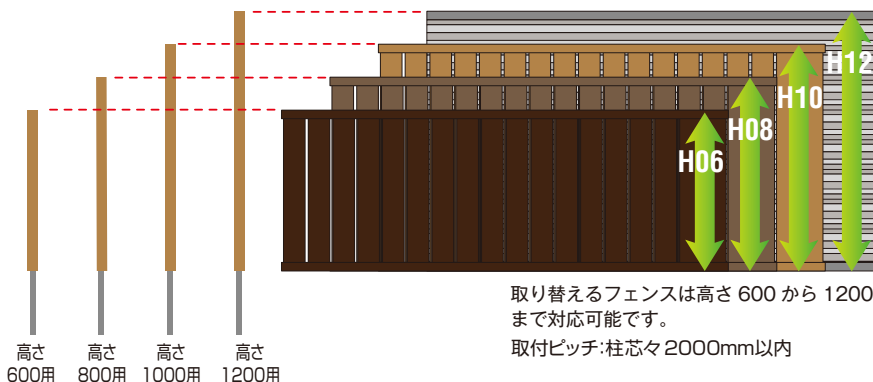 H12
H10
H08
H06
取り替えるフェンスは高さ 600 から 1200
まで対応可能です。
取付ピッチ:柱芯々2000mm以内
高さ
600用
高さ
800用
高さ
1000用
高さ
1200用